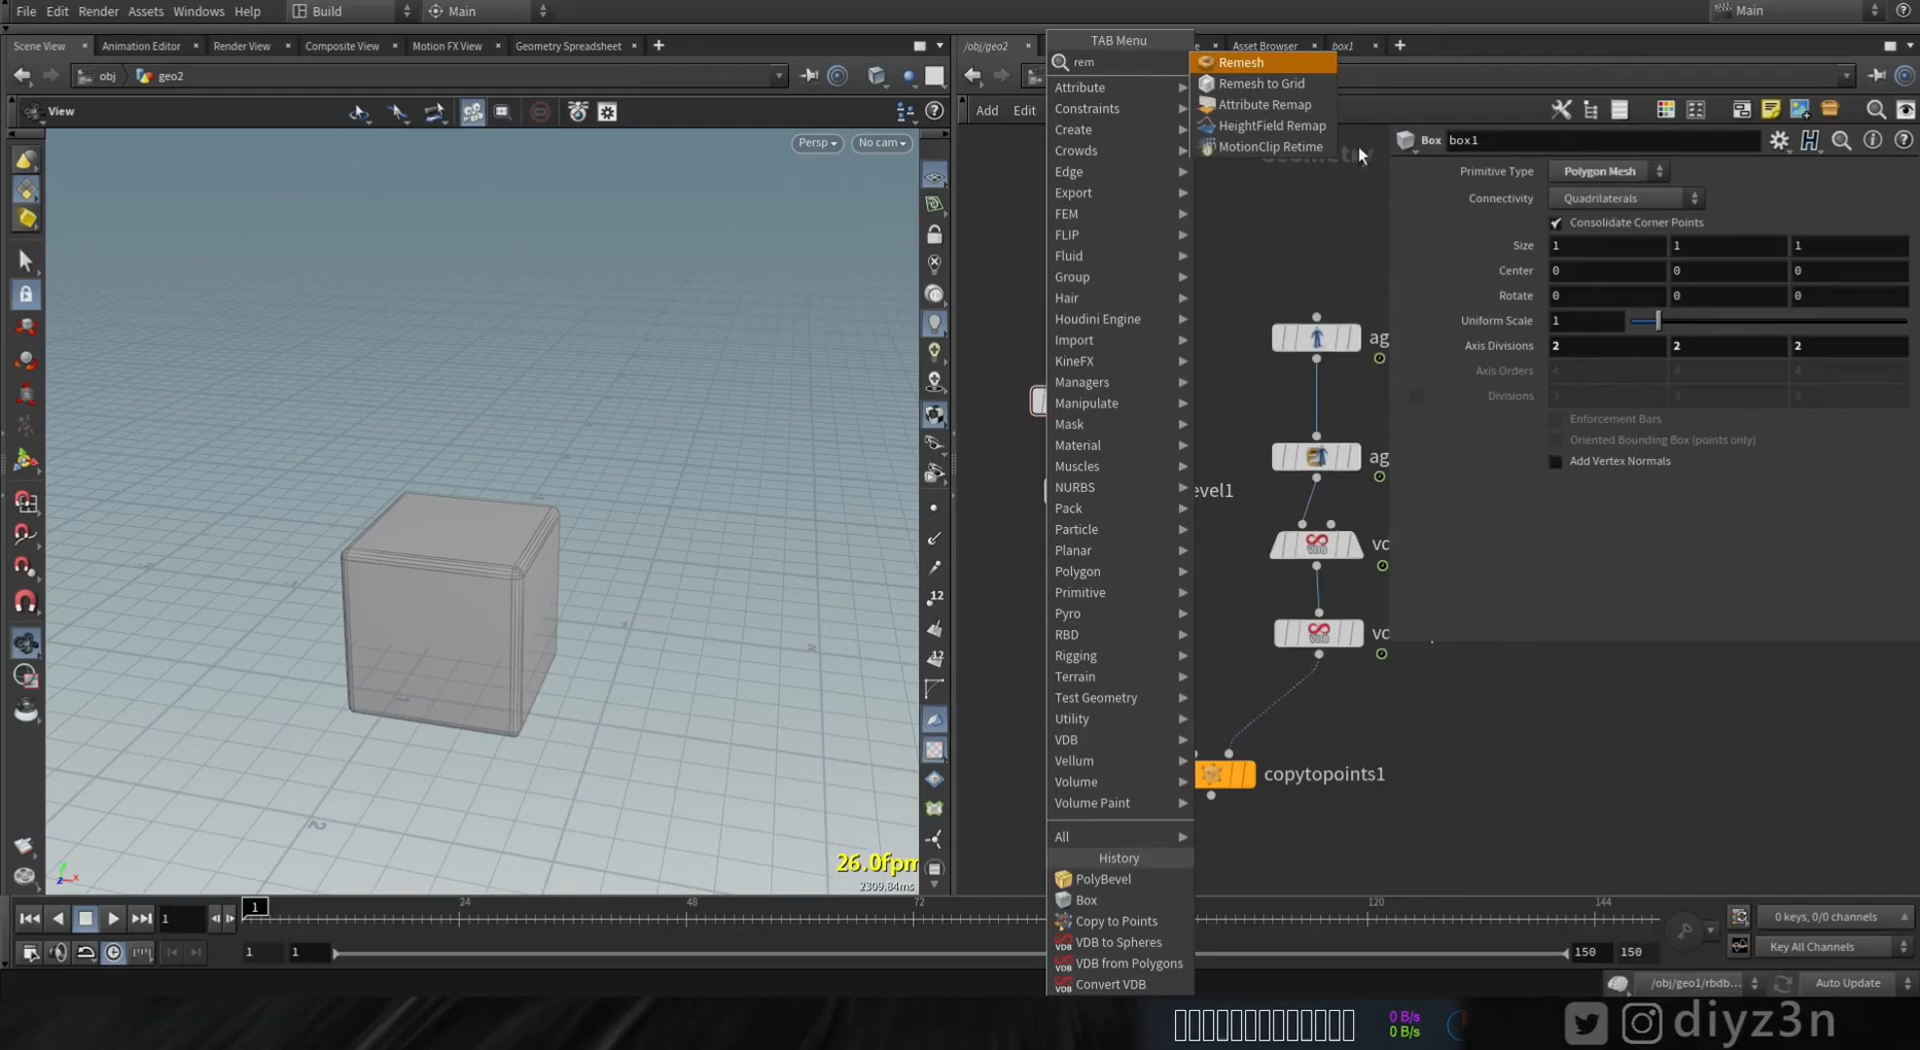 File Edit Render Assets Windows Help Build Main Main
Scene View Animation Editor Render View Composite View Motion FX View Geometry Spreadsheet
obj geo2
View
Persp No cam
26.0fpm
2309.84ms
/obj/geo2 e Asset Browser box1
Add Edit
TAB Menu
rem
Attribute
Constraints
Create
Crowds
Edge
Export
FEM
FLIP
Fluid
Group
Hair
Houdini Engine
Import
KineFX
Managers
Manipulate
Mask
Material
Muscles
NURBS
Pack
Particle
Planar
Polygon
Primitive
Pyro
RBD
Rigging
Terrain
Test Geometry
Utility
VDB
Vellum
Volume
Volume Paint
All
History
PolyBevel
Box
Copy to Points
VDB to Spheres
VDB from Polygons
Convert VDB
Remesh
Remesh to Grid
Attribute Remap
HeightField Remap
MotionClip Retime
ag
evel1
ag
vd
vd
copytopoints1
Box box1
Primitive Type Polygon Mesh
Connectivity Quadrilaterals
Consolidate Corner Points
Size 1 1 1
Center 0 0 0
Rotate 0 0 0
Uniform Scale 1
Axis Divisions 2 2 2
Axis Orders 4 4 4
Divisions 3 3 3
Enforcement Bars
Oriented Bounding Box (points only)
Add Vertex Normals
1 1 24 48 72 120 144
0 keys, 0/0 channels
1 1 150 150
Key All Channels
/obj/geo1/rbdb... Auto Update
0 B/s
0 B/s
diyz3n